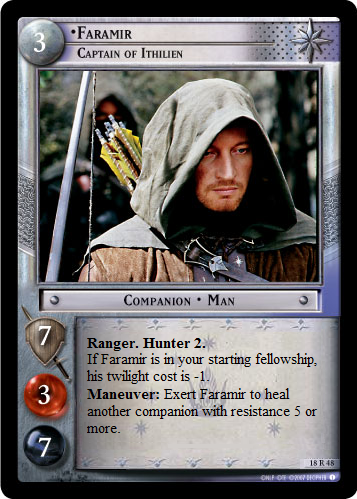 3
•Faramir
Captain of Ithilien
Companion • Man
7
3
7
Ranger. Hunter 2.
If Faramir is in your starting fellowship,
his twilight cost is -1.
Maneuver: Exert Faramir to heal
another companion with resistance 5 or
more.
18 R 48